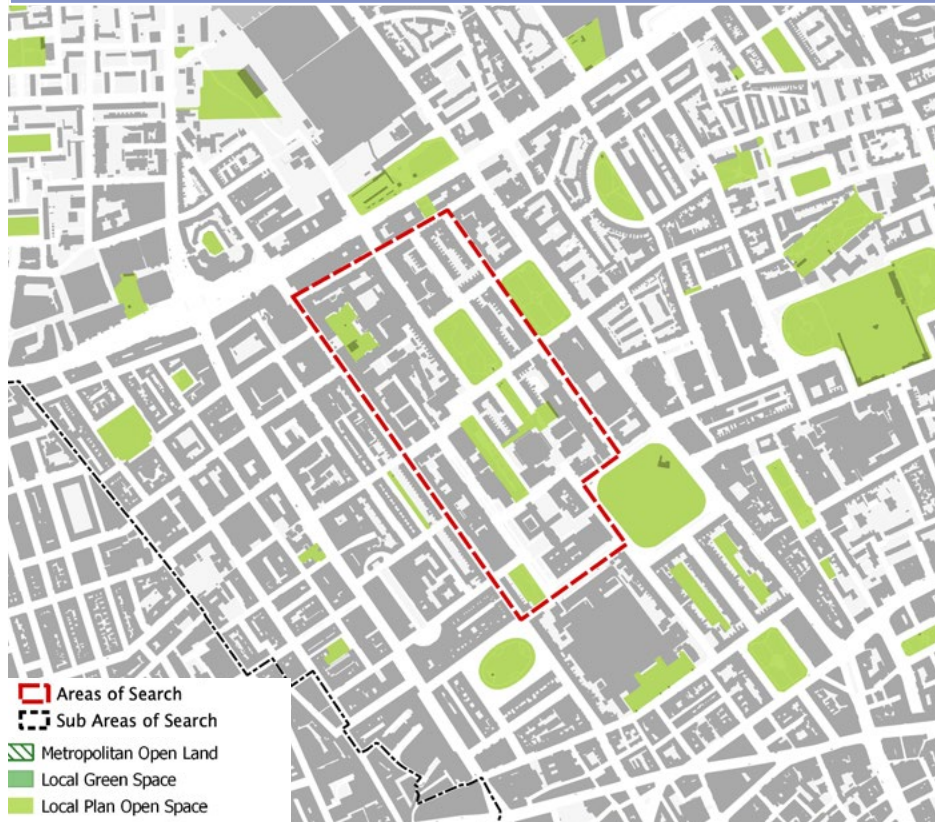 Areas of Search
Sub Areas of Search
Metropolitan Open Land
Local Green Space
Local Plan Open Space